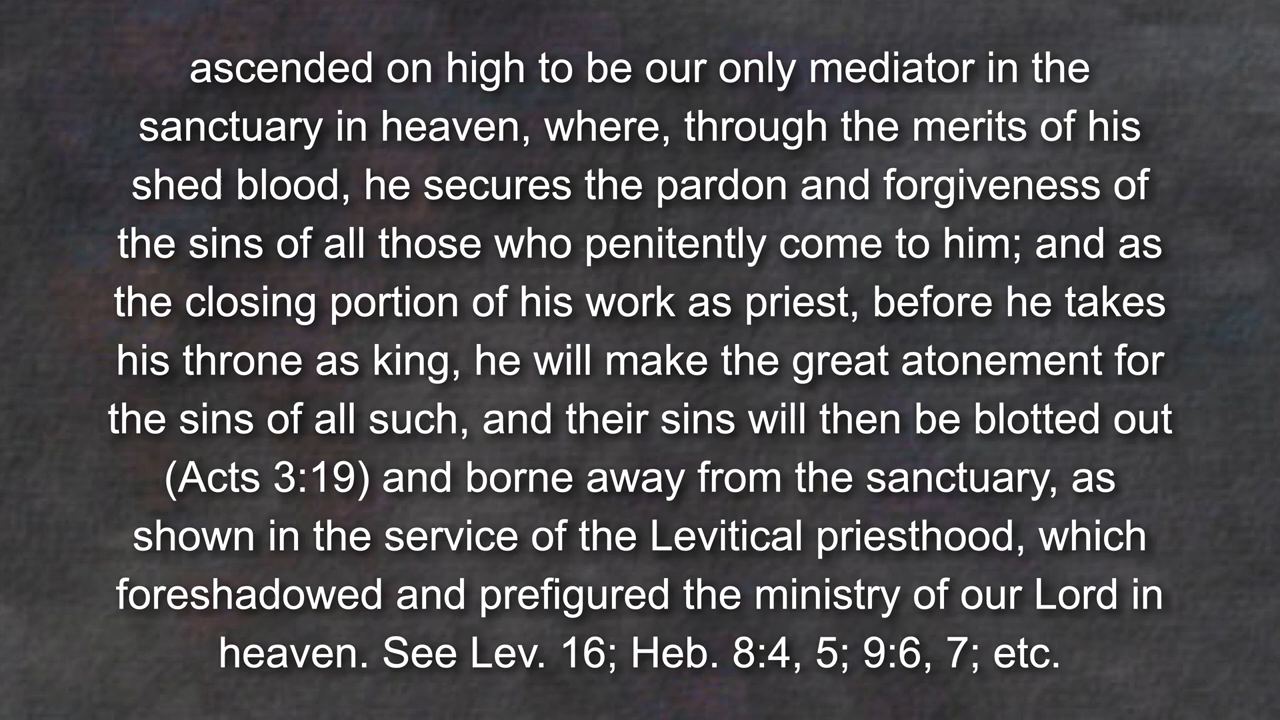 ascended on high to be our only mediator in the
sanctuary in heaven, where, through the merits of his
shed blood, he secures the pardon and forgiveness of
the sins of all those who penitently come to him; and as
the closing portion of his work as priest, before he takes
his throne as king, he will make the great atonement for
the sins of all such, and their sins will then be blotted out
(Acts 3:19) and borne away from the sanctuary, as
shown in the service of the Levitical priesthood, which
foreshadowed and prefigured the ministry of our Lord in
heaven. See Lev. 16; Heb. 8:4, 5; 9:6, 7; etc.